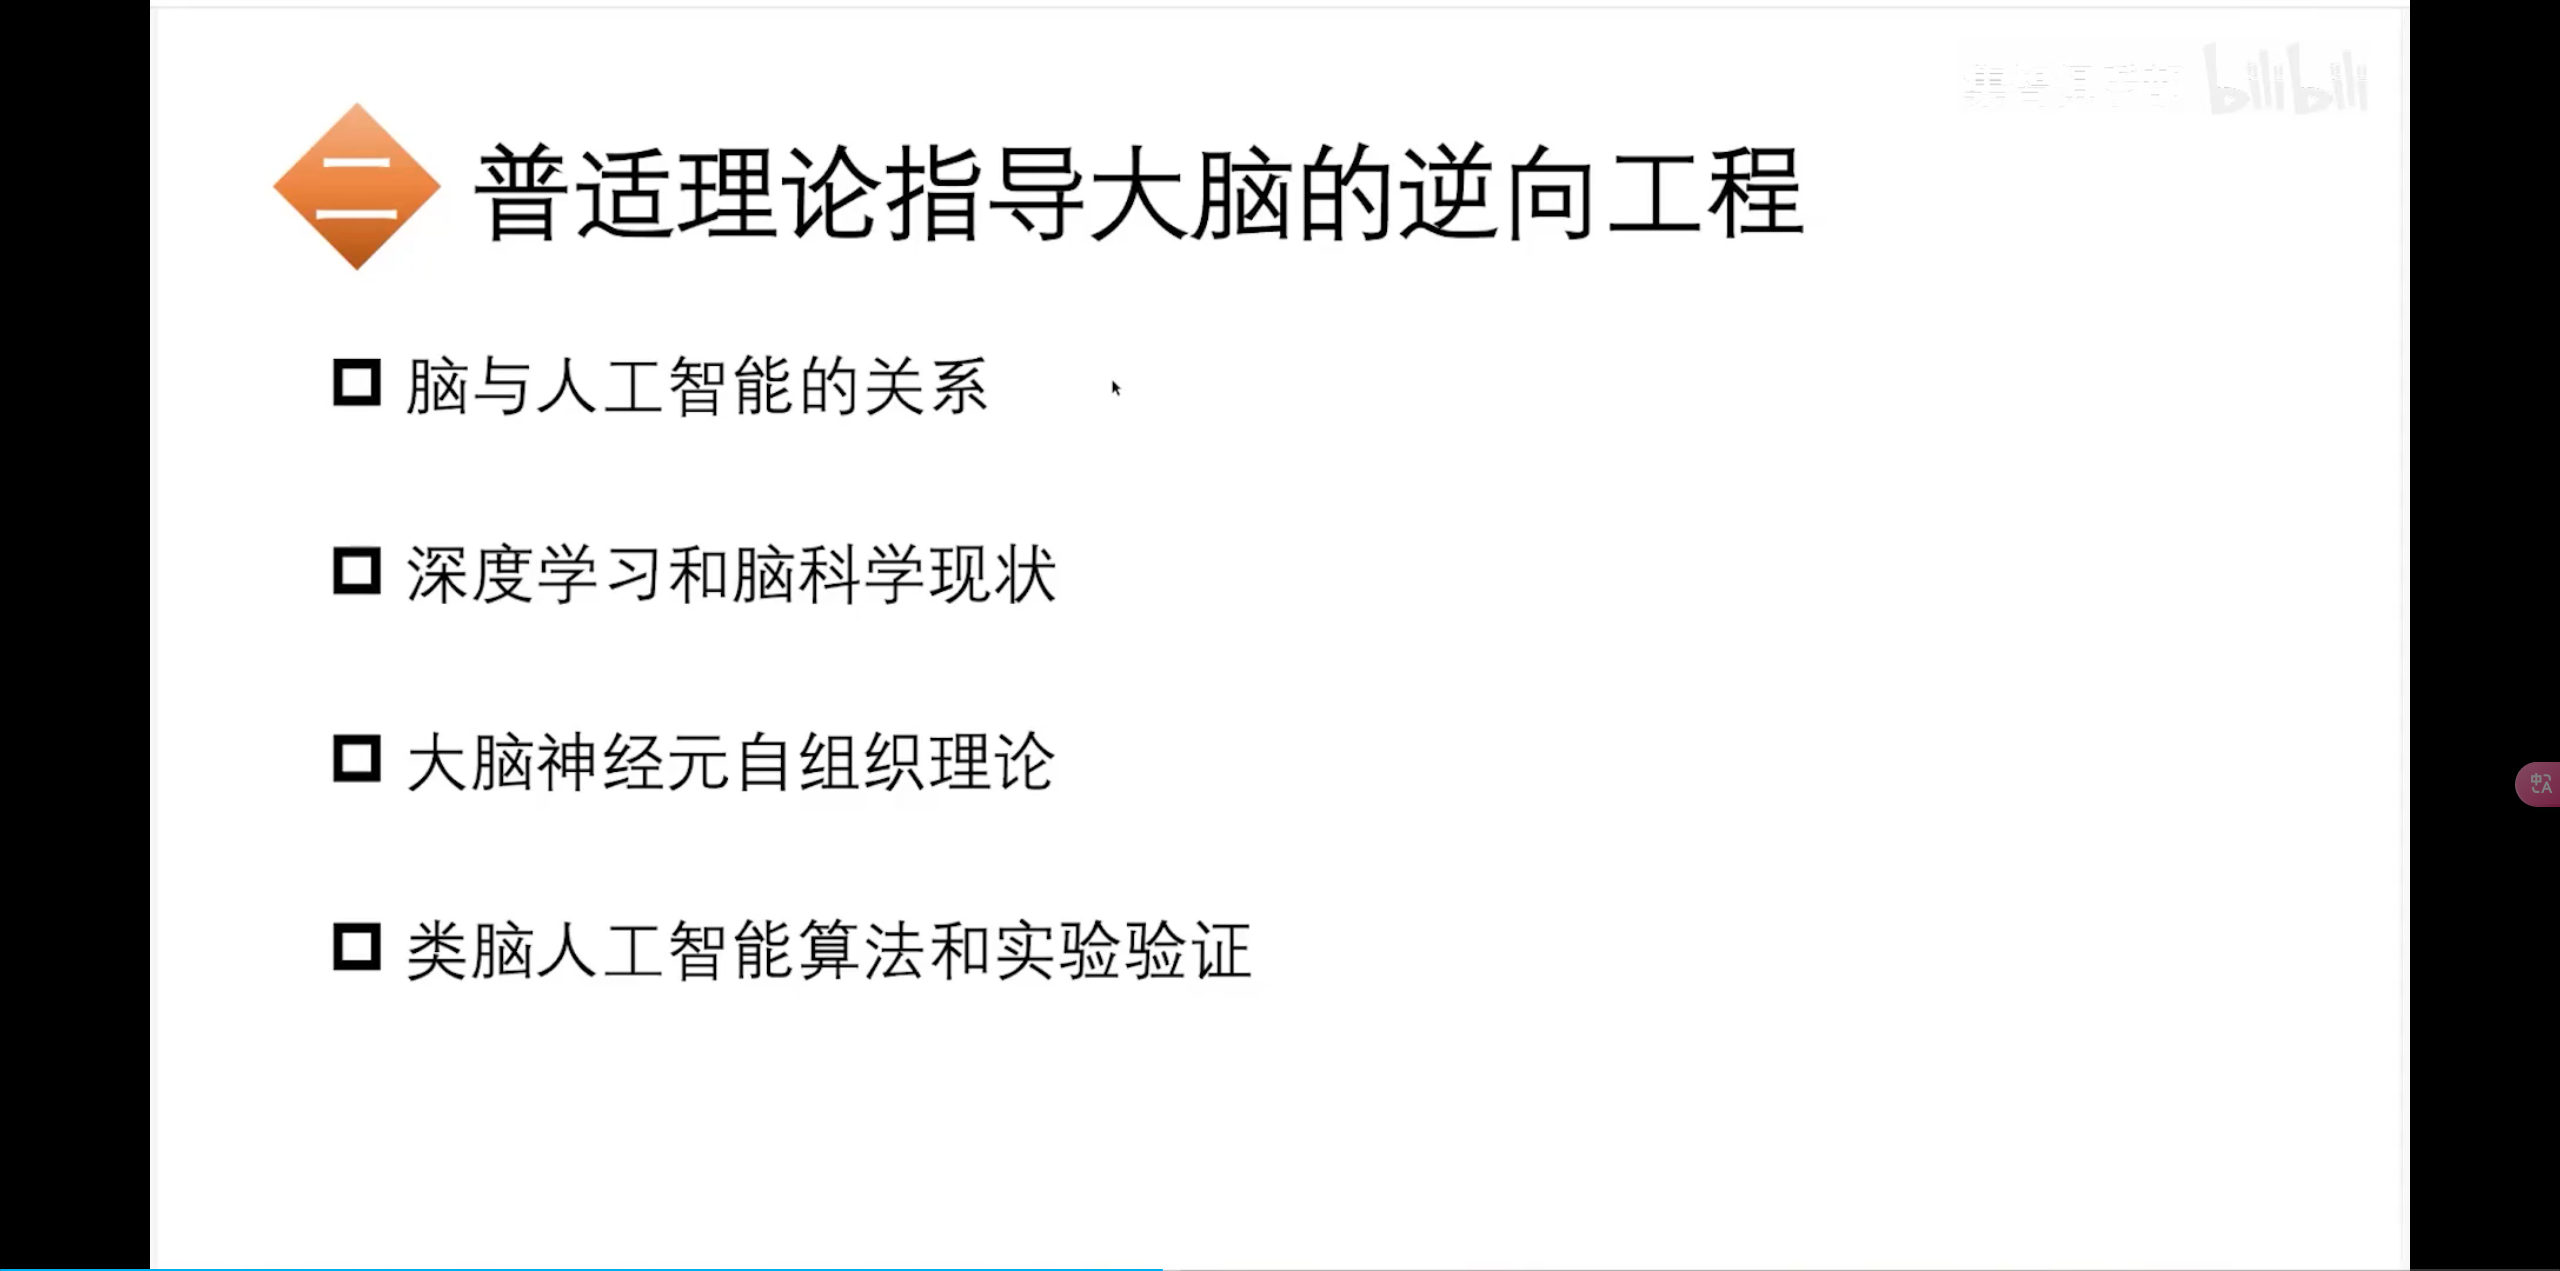 bilibili
二 普适理论指导大脑的逆向工程
脑与人工智能的关系
深度学习和脑科学现状
大脑神经元自组织理论
类脑人工智能算法和实验验证
中A